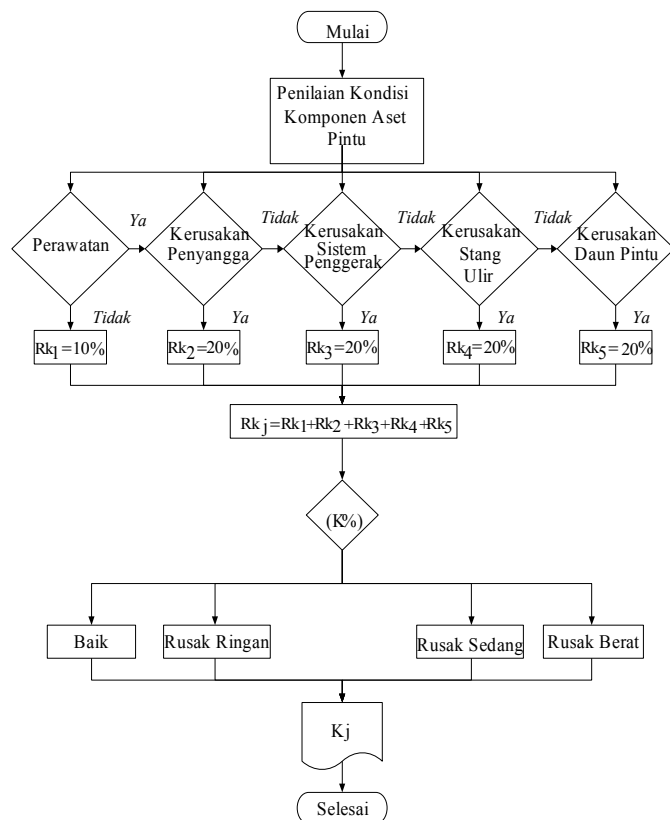 Mulai
Penilaian Kondisi
Komponen Aset
Pintu
Perawatan
Ya
Kerusakan
Penyangga
Tidak
Kerusakan
Sistem
Penggerak
Tidak
Kerusakan
Stang
Ulir
Tidak
Kerusakan
Daun Pintu
Tidak
Ya
Ya
Ya
Ya
Rk1=10%
Rk2=20%
Rk3=20%
Rk4=20%
Rk5=20%
Rkj=Rk1+Rk2+Rk3+Rk4+Rk5
(K%)
Baik
Rusak Ringan
Rusak Sedang
Rusak Berat
Kj
Selesai